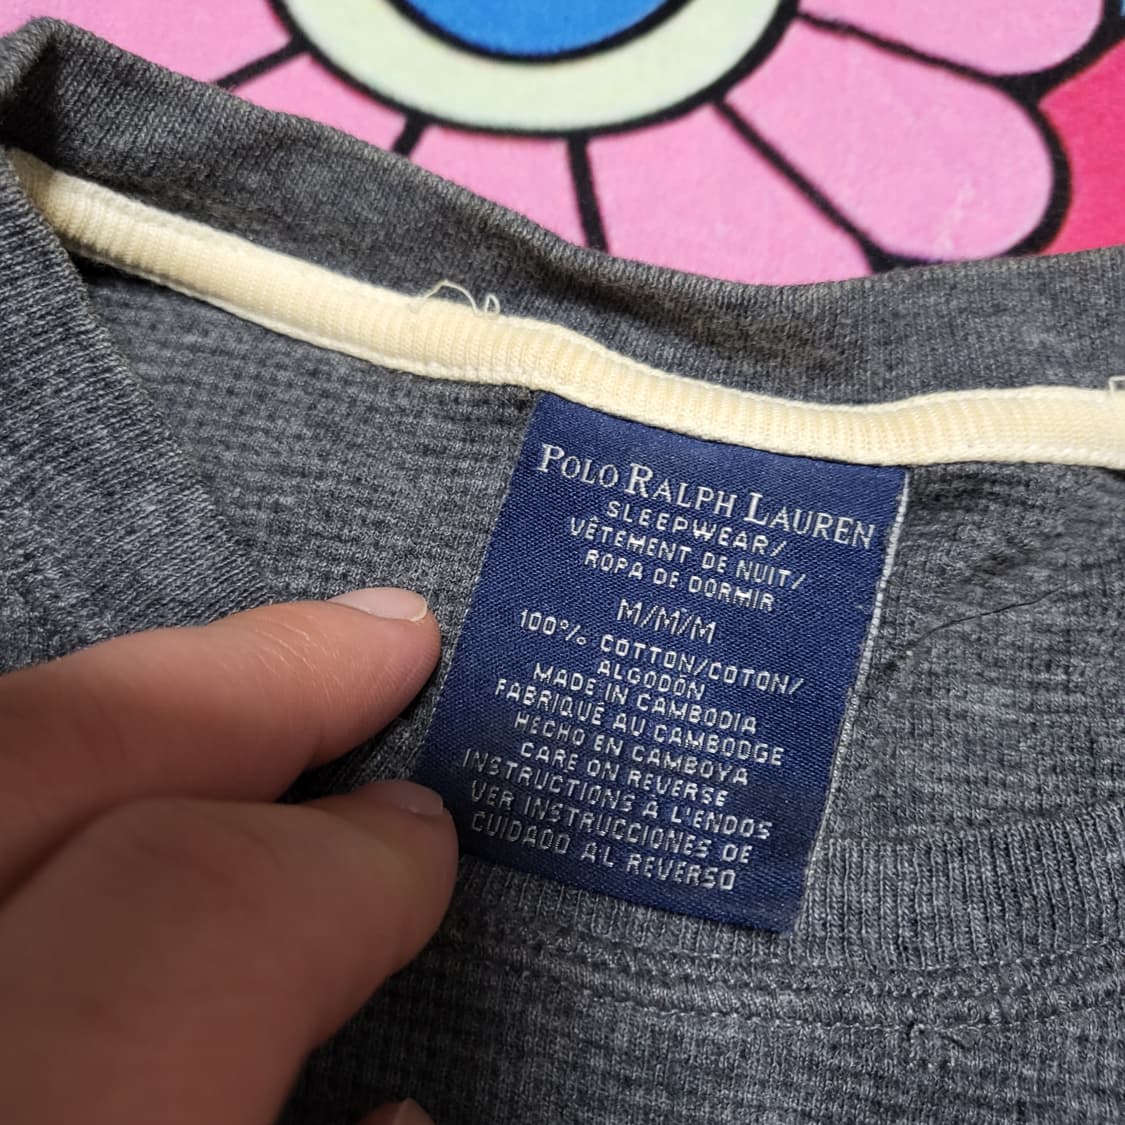 POLO RALPH LAUREN
SLEEPWEAR/
VÊTEMENT DE NUIT/
ROPA DE DORMIR
M/M/M
100% COTTON/COTON/
ALGODÓN
MADE IN CAMBODIA
FABRIQUÉ AU CAMBODGE
HECHO EN CAMBOYA
CARE ON REVERSE
INSTRUCTIONS À L'ENDOS
VER INSTRUCCIONES DE
CUIDADO AL REVERSO